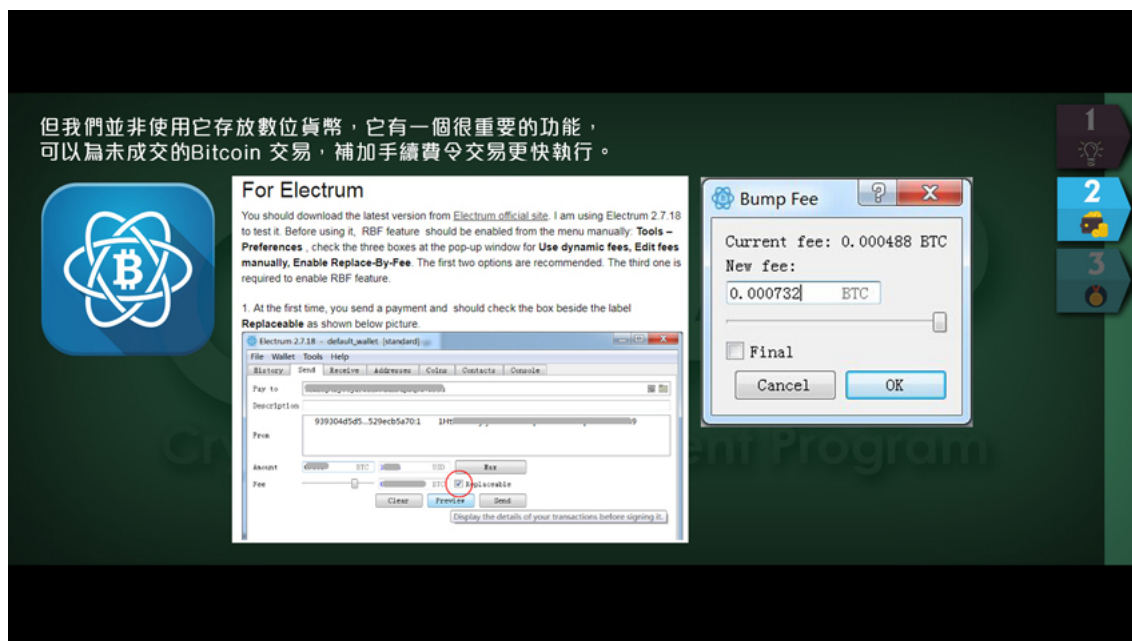 但我們並非使用它存放數位貨幣，它有一個很重要的功能，
可以為未成交的Bitcoin 交易，補加手續費令交易更快執行。
1
2
3
For Electrum
You should download the latest version from Electrum official site. I am using Electrum 2.7.18
to test it. Before using it, RBF feature should be enabled from the menu manually: Tools –
Preferences , check the three boxes at the pop-up window for Use dynamic fees, Edit fees
manually, Enable Replace-By-Fee. The first two options are recommended. The third one is
required to enable RBF feature.
1. At the first time, you send a payment and should check the box beside the label
Replaceable as shown below picture.
Electrum 2.7.18 - default_wallet [standard]
File Wallet Tools Help
History Send Receive Addresses Coins Contacts Console
Pay to
Description
939304d5d5...529ecb5a70:1
From
Amount BTC USD Max
Fee BTC Replaceable
Clear Preview Send
Display the details of your transactions before signing it.
Bump Fee
Current fee: 0.000488 BTC
New fee:
0.000732 BTC
Final
Cancel OK
ent Program